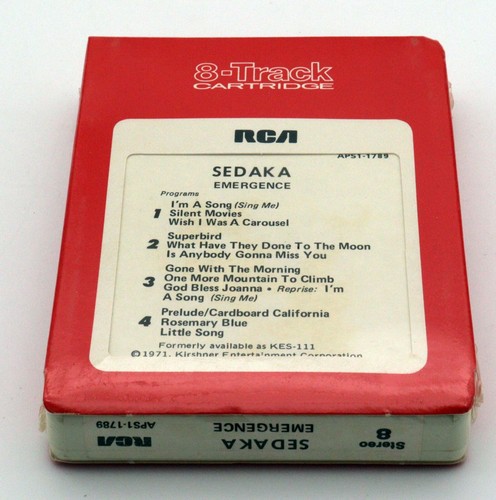 8-Track
CARTRIDGE
RCA
APS1-1789
SEDAKA
EMERGENCE
Programs
1 I'm A Song (Sing Me)
Silent Movies
Wish I Was A Carousel
2 Superbird
What Have They Done To The Moon
Is Anybody Gonna Miss You
3 Gone With The Morning
One More Mountain To Climb
God Bless Joanna • Reprise: I'm
A Song (Sing Me)
4 Prelude/Cardboard California
Rosemary Blue
Little Song
Formerly available as KES-111
©1971, Kirshner Entertainment Corporation
Stereo
8
SEDAKA
EMERGENCE
RCA
APS1-1789